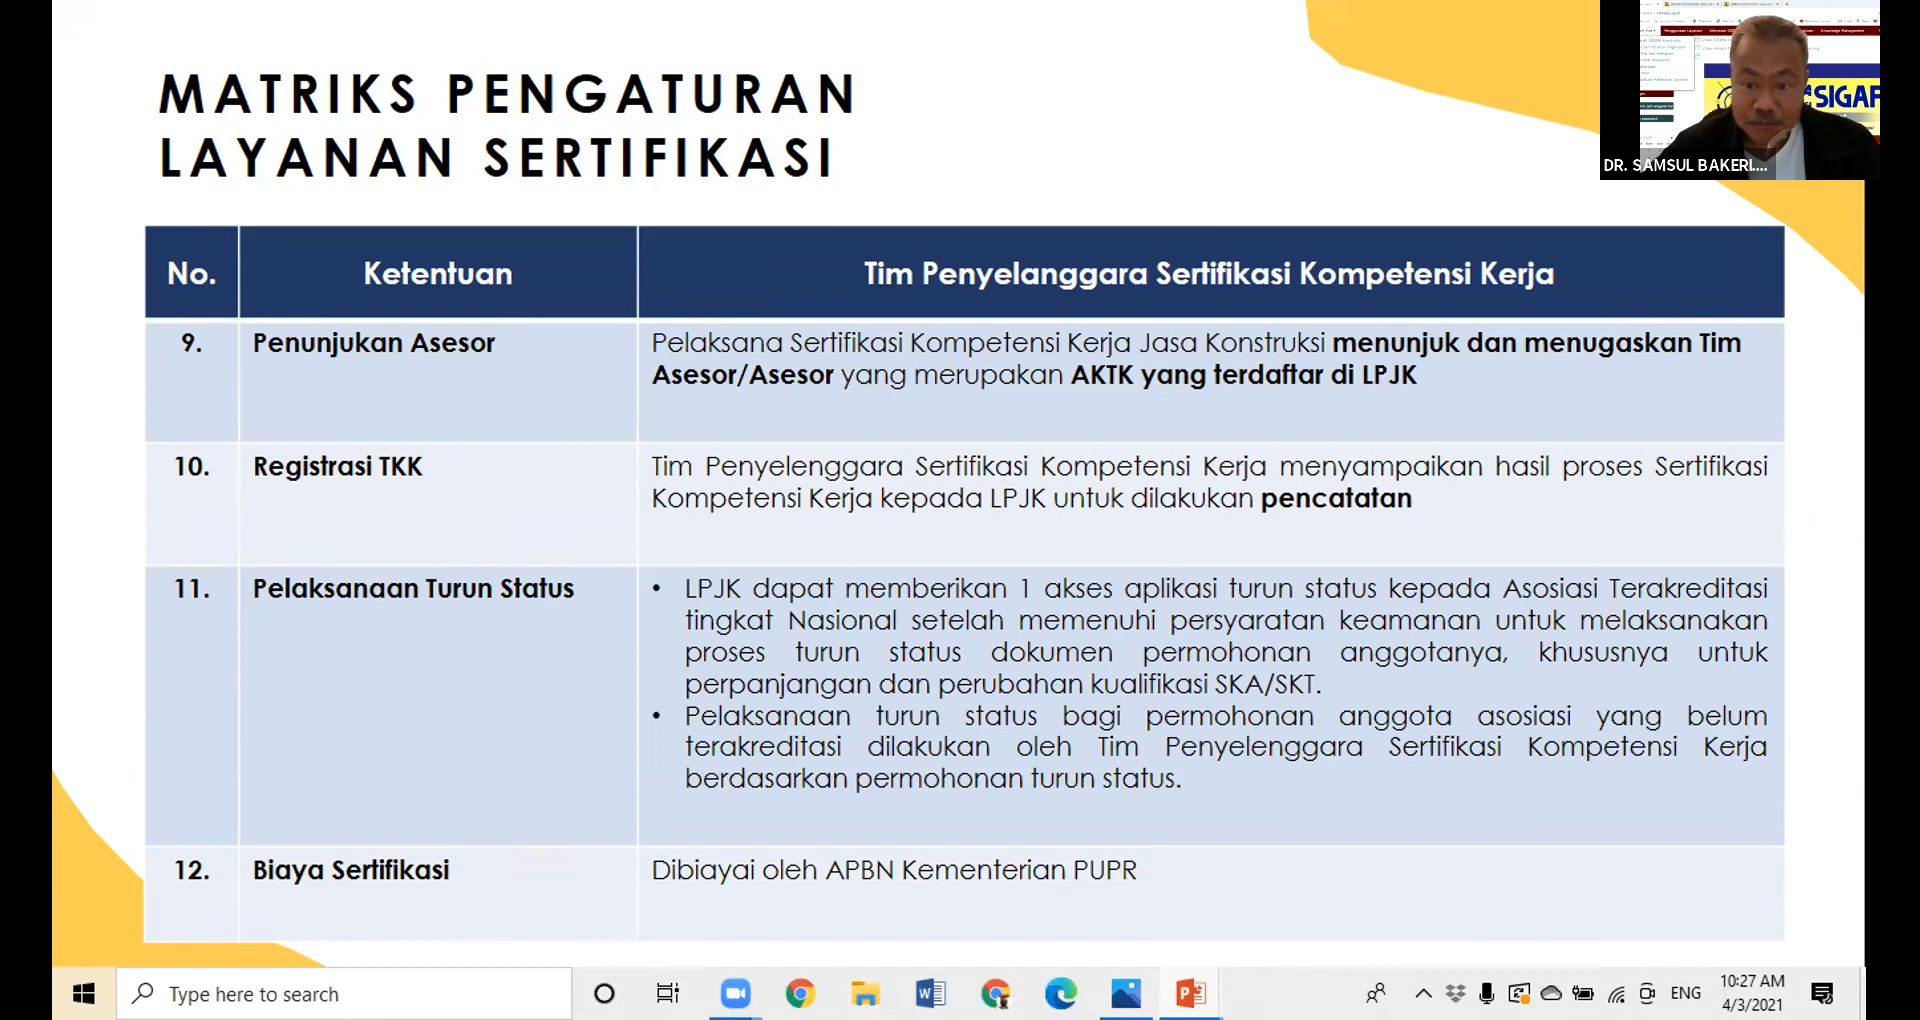 MATRIKS PENGATURAN
LAYANAN SERTIFIKASI
SIGAF
DR. SAMSUL BAKERI....
No.
Ketentuan
Tim Penyelanggara Sertifikasi Kompetensi Kerja
9.
Penunjukan Asesor
Pelaksana Sertifikasi Kompetensi Kerja Jasa Konstruksi menunjuk dan menugaskan Tim
Asesor/Asesor yang merupakan AKTK yang terdaftar di LPJK
10.
Registrasi TKK
Tim Penyelenggara Sertifikasi Kompetensi Kerja menyampaikan hasil proses Sertifikasi
Kompetensi Kerja kepada LPJK untuk dilakukan pencatatan
11.
Pelaksanaan Turun Status
• LPJK dapat memberikan 1 akses aplikasi turun status kepada Asosiasi Terakreditasi
tingkat Nasional setelah memenuhi persyaratan keamanan untuk melaksanakan
proses turun status dokumen permohonan anggotanya, khususnya untuk
perpanjangan dan perubahan kualifikasi SKA/SKT.
• Pelaksanaan turun status bagi permohonan anggota asosiasi yang belum
terakreditasi dilakukan oleh Tim Penyelenggara Sertifikasi Kompetensi Kerja
berdasarkan permohonan turun status.
12.
Biaya Sertifikasi
Dibiayai oleh APBN Kementerian PUPR
Type here to search
ENG
10:27 AM
4/3/2021